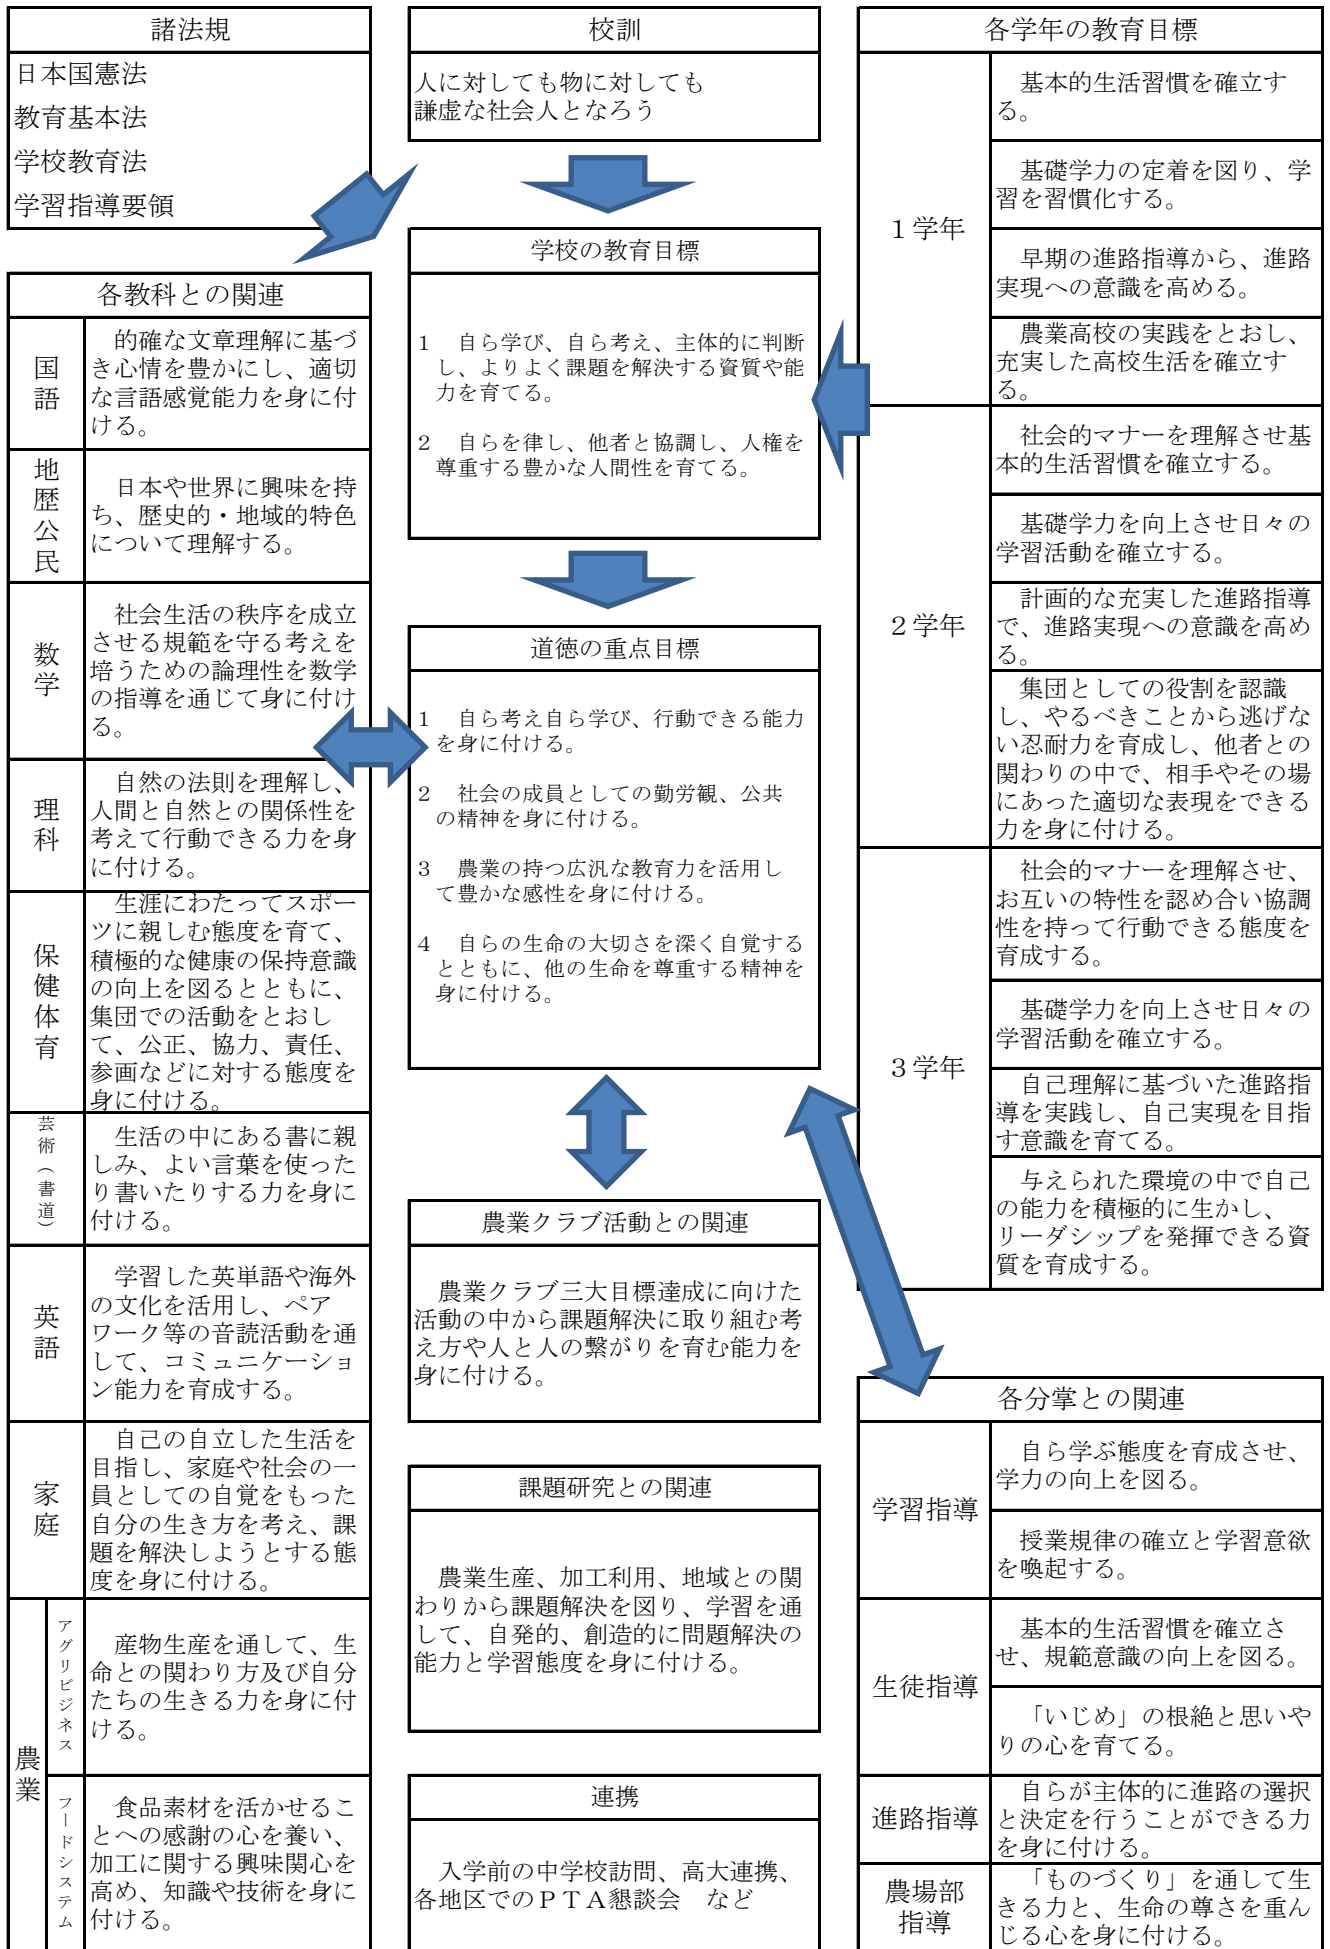 諸法規
日本国憲法
教育基本法
学校教育法
学習指導要領
校訓
人に対しても物に対しても
謙虚な社会人となろう
学校の教育目標
1　自ら学び、自ら考え、主体的に判断
し、よりよく課題を解決する資質や能
力を育てる。
2　自らを律し、他者と協調し、人権を
尊重する豊かな人間性を育てる。
道徳の重点目標
1　自ら考え自ら学び、行動できる能力
を身に付ける。
2　社会の成員としての勤労観、公共
の精神を身に付ける。
3　農業の持つ広汎な教育力を活用し
て豊かな感性を身に付ける。
4　自らの生命の大切さを深く自覚する
とともに、他の生命を尊重する精神を
身に付ける。
農業クラブ活動との関連
農業クラブ三大目標達成に向けた
活動の中から課題解決に取り組む考
え方や人と人の繋がりを育む能力を
身に付ける。
課題研究との関連
農業生産、加工利用、地域との関
わりから課題解決を図り、学習を通
して、自発的、創造的に問題解決の
能力と学習態度を身に付ける。
連携
入学前の中学校訪問、高大連携、
各地区でのＰＴＡ懇談会　など
各教科との関連
国語
的確な文章理解に基づ
き心情を豊かにし、適切
な言語感覚能力を身に付
ける。
地歴公民
日本や世界に興味を持
ち、歴史的・地域的特色
について理解する。
数学
社会生活の秩序を成立
させる規範を守る考えを
培うための論理性を数学
の指導を通じて身に付け
る。
理科
自然の法則を理解し、
人間と自然との関係性を
考えて行動できる力を身
に付ける。
保健体育
生涯にわたってスポー
ツに親しむ態度を育て、
積極的な健康の保持意識
の向上を図るとともに、
集団での活動をとおし
て、公正、協力、責任、
参画などに対する態度を
身に付ける。
芸術（書道）
生活の中にある書に親
しみ、よい言葉を使った
り書いたりする力を身に
付ける。
英語
学習した英単語や海外
の文化を活用し、ペア
ワーク等の音読活動を通
して、コミュニケーショ
ン能力を育成する。
家庭
自己の自立した生活を
目指し、家庭や社会の一
員としての自覚をもった
自分の生き方を考え、課
題を解決しようとする態
度を身に付ける。
農業
アグリビジネス
産物生産を通して、生
命との関わり方及び自分
たちの生きる力を身に付
ける。
フードシステム
食品素材を活かせるこ
とへの感謝の心を養い、
加工に関する興味関心を
高め、知識や技術を身に
付ける。
各学年の教育目標
１学年
基本的生活習慣を確立す
る。
基礎学力の定着を図り、学
習を習慣化する。
早期の進路指導から、進路
実現への意識を高める。
農業高校の実践をとおし、
充実した高校生活を確立す
る。
２学年
社会的マナーを理解させ基
本的生活習慣を確立する。
基礎学力を向上させ日々の
学習活動を確立する。
計画的な充実した進路指導
で、進路実現への意識を高め
る。
集団としての役割を認識
し、やるべきことから逃げな
い忍耐力を育成し、他者との
関わりの中で、相手やその場
にあった適切な表現をできる
力を身に付ける。
３学年
社会的マナーを理解させ、
お互いの特性を認め合い協調
性を持って行動できる態度を
育成する。
基礎学力を向上させ日々の
学習活動を確立する。
自己理解に基づいた進路指
導を実践し、自己実現を目指
す意識を育てる。
与えられた環境の中で自己
の能力を積極的に生かし、
リーダシップを発揮できる資
質を育成する。
各分掌との関連
学習指導
自ら学ぶ態度を育成させ、
学力の向上を図る。
授業規律の確立と学習意欲
を喚起する。
生徒指導
基本的生活習慣を確立さ
せ、規範意識の向上を図る。
「いじめ」の根絶と思いや
りの心を育てる。
進路指導
自らが主体的に進路の選択
と決定を行うことができる力
を身に付ける。
農場部
指導
「ものづくり」を通して生
きる力と、生命の尊さを重ん
じる心を身に付ける。